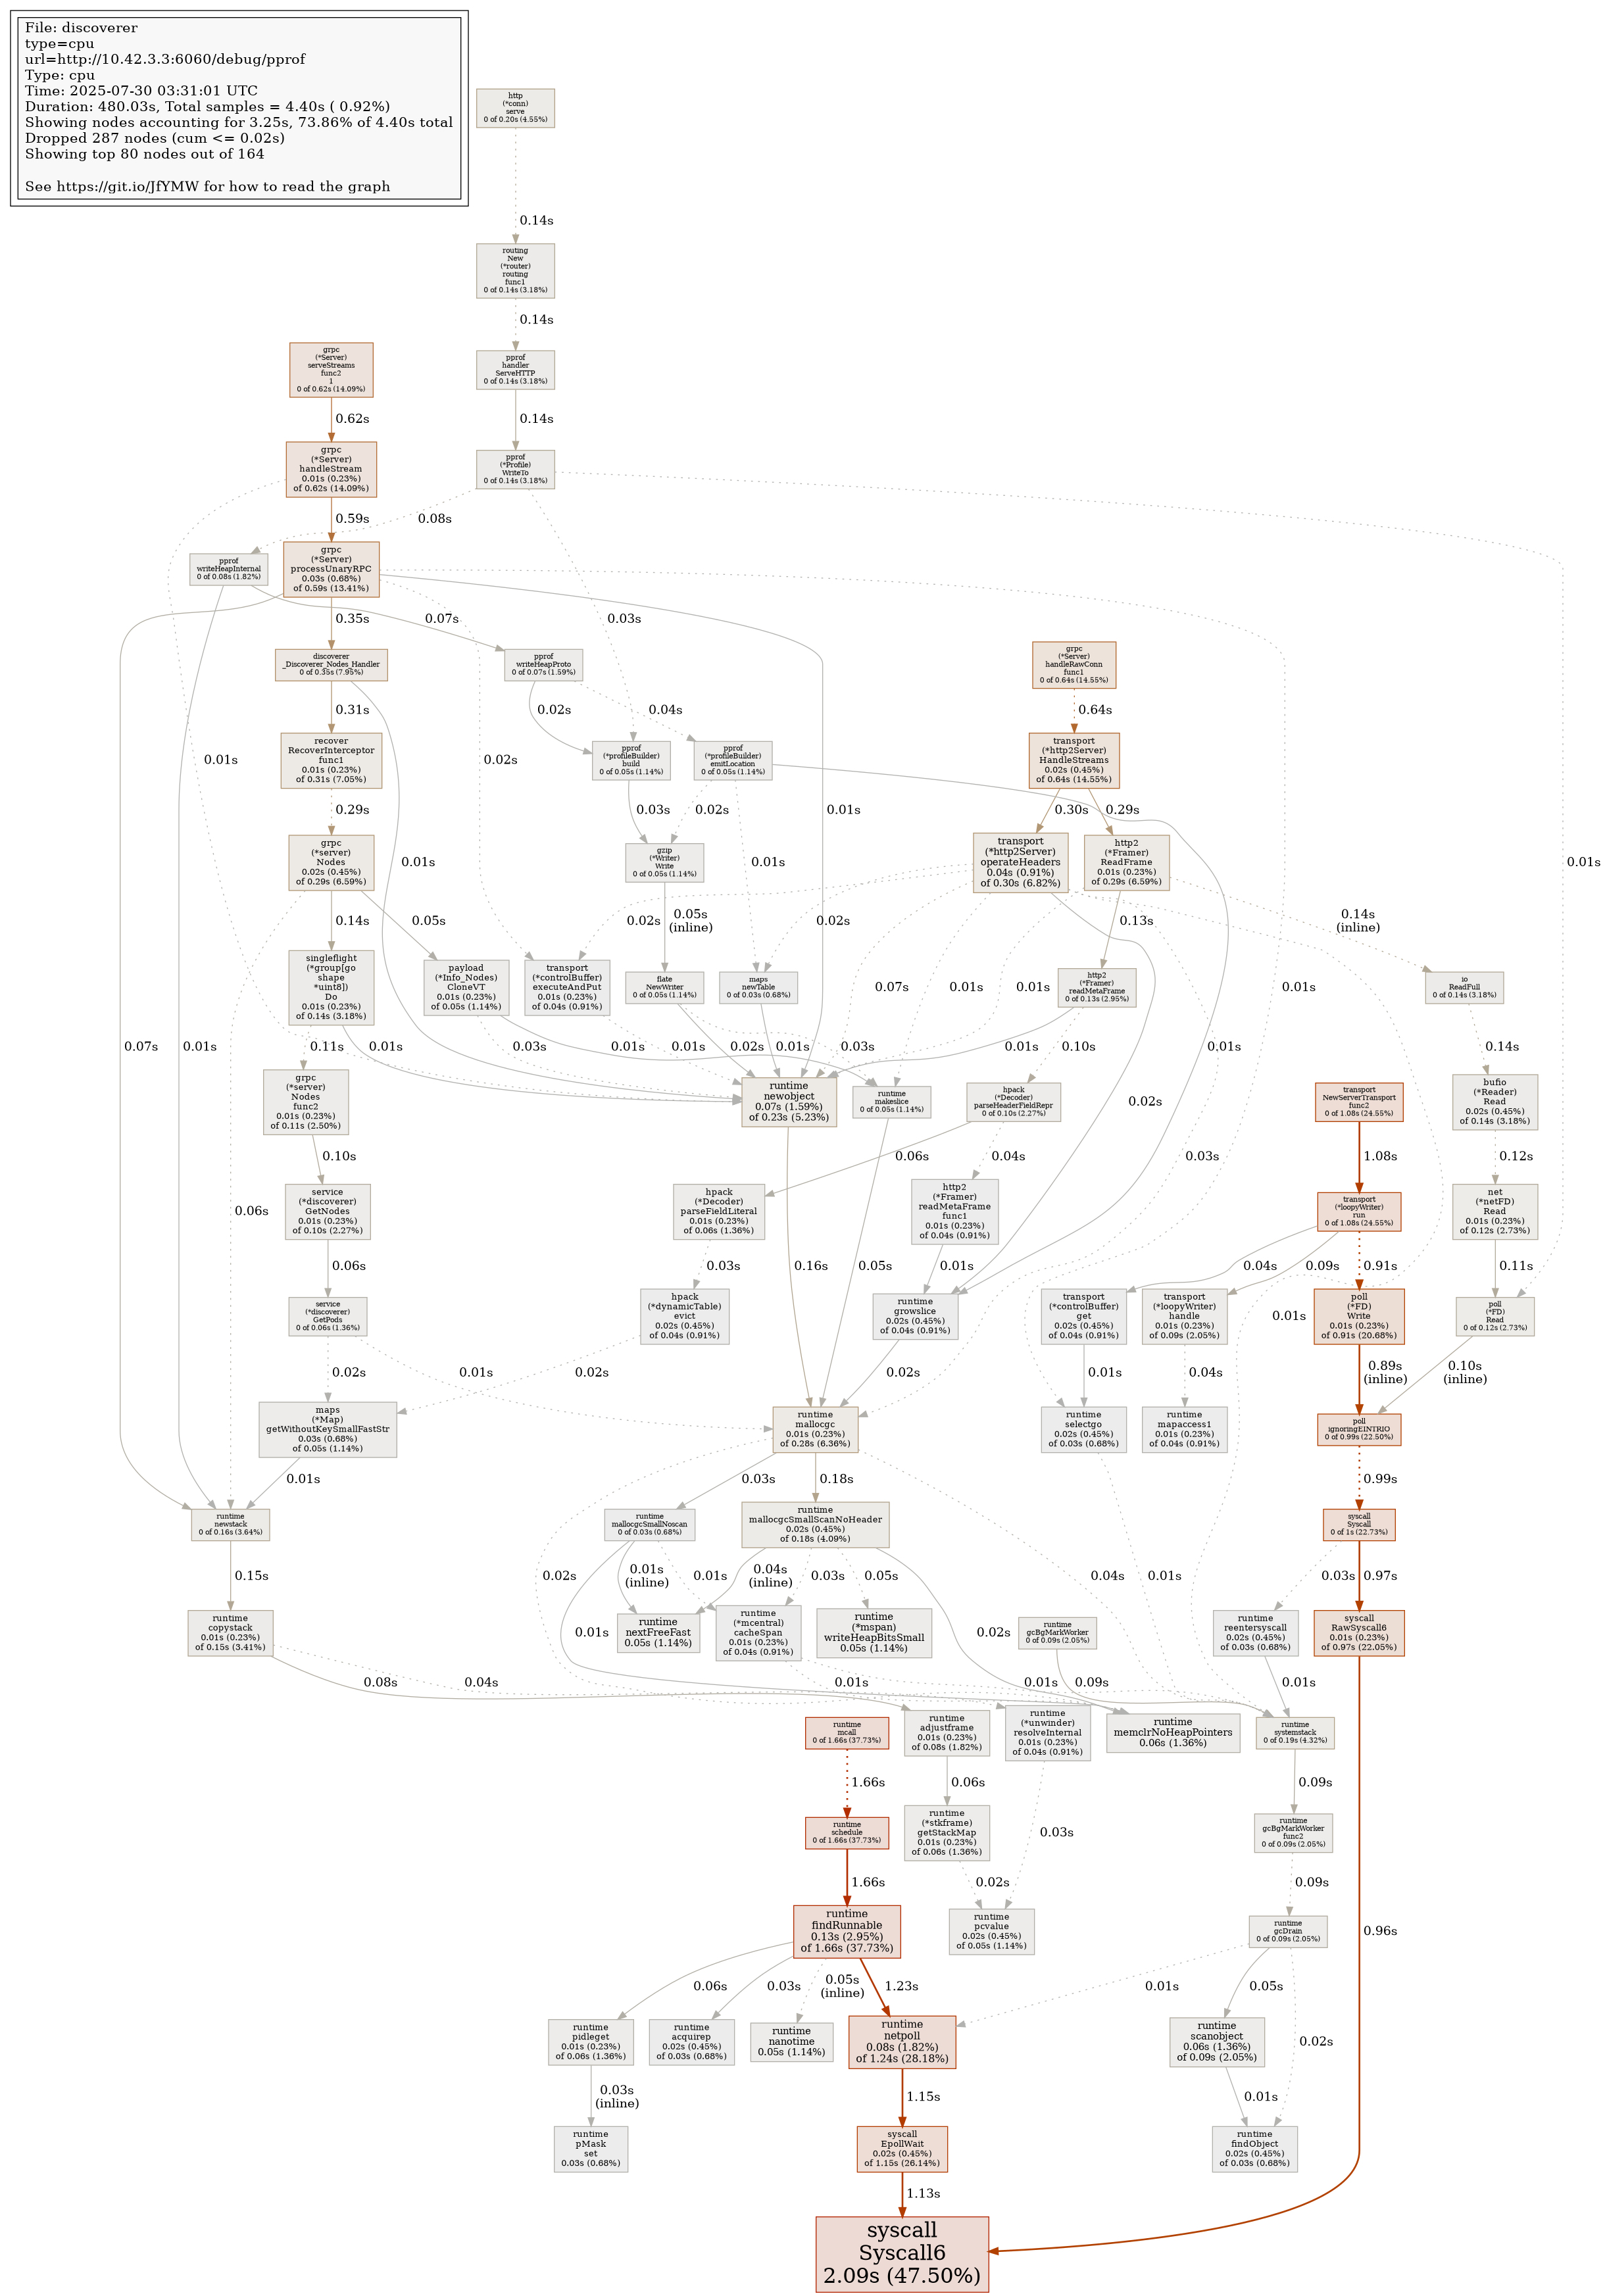 File: discoverer
type=cpu
url=http://10.42.3.3:6060/debug/pprof
Type: cpu
Time: 2025-07-30 03:31:01 UTC
Duration: 480.03s, Total samples = 4.40s ( 0.92%)
Showing nodes accounting for 3.25s, 73.86% of 4.40s total
Dropped 287 nodes (cum <= 0.02s)
Showing top 80 nodes out of 164
See https://git.io/JfYMW for how to read the graph
http
(*conn)
serve
0 of 0.20s (4.55%)
0.14s
routing
New
(*router)
routing
func1
0 of 0.14s (3.18%)
0.14s
pprof
handler
ServeHTTP
0 of 0.14s (3.18%)
0.14s
pprof
(*Profile)
WriteTo
0 of 0.14s (3.18%)
grpc
(*Server)
serveStreams
func2
1
0 of 0.62s (14.09%)
0.62s
grpc
(*Server)
handleStream
0.01s (0.23%)
of 0.62s (14.09%)
0.59s
0.08s
pprof
writeHeapInternal
0 of 0.08s (1.82%)
grpc
(*Server)
processUnaryRPC
0.03s (0.68%)
of 0.59s (13.41%)
0.35s
0.07s
0.03s
discoverer
_Discoverer_Nodes_Handler
0 of 0.35s (7.95%)
pprof
writeHeapProto
0 of 0.07s (1.59%)
grpc
(*Server)
handleRawConn
func1
0 of 0.64s (14.55%)
0.31s
0.02s
0.04s
0.64s
0.01s
0.02s
recover
RecoverInterceptor
func1
0.01s (0.23%)
of 0.31s (7.05%)
pprof
(*profileBuilder)
build
0 of 0.05s (1.14%)
pprof
(*profileBuilder)
emitLocation
0 of 0.05s (1.14%)
transport
(*http2Server)
HandleStreams
0.02s (0.45%)
of 0.64s (14.55%)
0.29s
0.03s
0.02s
0.01s
0.30s
0.29s
grpc
(*server)
Nodes
0.02s (0.45%)
of 0.29s (6.59%)
0.01s
gzip
(*Writer)
Write
0 of 0.05s (1.14%)
0.01s
transport
(*http2Server)
operateHeaders
0.04s (0.91%)
of 0.30s (6.82%)
http2
(*Framer)
ReadFrame
0.01s (0.23%)
of 0.29s (6.59%)
0.01s
0.14s
0.05s
0.02s
0.05s
(inline)
0.02s
0.13s
0.14s
(inline)
singleflight
(*group[go
shape
*uint8])
Do
0.01s (0.23%)
of 0.14s (3.18%)
payload
(*Info_Nodes)
CloneVT
0.01s (0.23%)
of 0.05s (1.14%)
transport
(*controlBuffer)
executeAndPut
0.01s (0.23%)
of 0.04s (0.91%)
flate
NewWriter
0 of 0.05s (1.14%)
maps
newTable
0 of 0.03s (0.68%)
0.07s
0.01s
0.01s
http2
(*Framer)
readMetaFrame
0 of 0.13s (2.95%)
0.01s
io
ReadFull
0 of 0.14s (3.18%)
0.07s
0.01s
0.11s
0.01s
0.03s
0.01s
0.01s
0.02s
0.01s
0.03s
0.01s
0.10s
0.01s
0.14s
grpc
(*server)
Nodes
func2
0.01s (0.23%)
of 0.11s (2.50%)
runtime
newobject
0.07s (1.59%)
of 0.23s (5.23%)
runtime
makeslice
0 of 0.05s (1.14%)
hpack
(*Decoder)
parseHeaderFieldRepr
0 of 0.10s (2.27%)
0.02s
transport
NewServerTransport
func2
0 of 1.08s (24.55%)
bufio
(*Reader)
Read
0.02s (0.45%)
of 0.14s (3.18%)
0.10s
0.06s
0.04s
0.03s
1.08s
0.12s
service
(*discoverer)
GetNodes
0.01s (0.23%)
of 0.10s (2.27%)
0.06s
hpack
(*Decoder)
parseFieldLiteral
0.01s (0.23%)
of 0.06s (1.36%)
http2
(*Framer)
readMetaFrame
func1
0.01s (0.23%)
of 0.04s (0.91%)
transport
(*loopyWriter)
run
0 of 1.08s (24.55%)
net
(*netFD)
Read
0.01s (0.23%)
of 0.12s (2.73%)
0.06s
0.03s
0.16s
0.05s
0.01s
0.04s
0.09s
0.91s
0.11s
service
(*discoverer)
GetPods
0 of 0.06s (1.36%)
hpack
(*dynamicTable)
evict
0.02s (0.45%)
of 0.04s (0.91%)
runtime
growslice
0.02s (0.45%)
of 0.04s (0.91%)
transport
(*controlBuffer)
get
0.02s (0.45%)
of 0.04s (0.91%)
transport
(*loopyWriter)
handle
0.01s (0.23%)
of 0.09s (2.05%)
0.01s
poll
(*FD)
Write
0.01s (0.23%)
of 0.91s (20.68%)
poll
(*FD)
Read
0 of 0.12s (2.73%)
0.02s
0.01s
0.02s
0.02s
0.01s
0.04s
0.89s
(inline)
0.10s
(inline)
maps
(*Map)
getWithoutKeySmallFastStr
0.03s (0.68%)
of 0.05s (1.14%)
runtime
mallocgc
0.01s (0.23%)
of 0.28s (6.36%)
runtime
selectgo
0.02s (0.45%)
of 0.03s (0.68%)
runtime
mapaccess1
0.01s (0.23%)
of 0.04s (0.91%)
poll
ignoringEINTRIO
0 of 0.99s (22.50%)
0.01s
0.03s
0.18s
0.99s
runtime
newstack
0 of 0.16s (3.64%)
runtime
mallocgcSmallNoscan
0 of 0.03s (0.68%)
runtime
mallocgcSmallScanNoHeader
0.02s (0.45%)
of 0.18s (4.09%)
syscall
Syscall
0 of 1s (22.73%)
0.15s
0.02s
0.01s
(inline)
0.01s
0.04s
(inline)
0.03s
0.05s
0.04s
0.01s
0.03s
0.97s
runtime
copystack
0.01s (0.23%)
of 0.15s (3.41%)
0.01s
runtime
nextFreeFast
0.05s (1.14%)
runtime
(*mcentral)
cacheSpan
0.01s (0.23%)
of 0.04s (0.91%)
runtime
(*mspan)
writeHeapBitsSmall
0.05s (1.14%)
0.02s
runtime
gcBgMarkWorker
0 of 0.09s (2.05%)
runtime
reentersyscall
0.02s (0.45%)
of 0.03s (0.68%)
syscall
RawSyscall6
0.01s (0.23%)
of 0.97s (22.05%)
0.08s
0.04s
0.01s
0.01s
0.09s
0.01s
runtime
mcall
0 of 1.66s (37.73%)
runtime
adjustframe
0.01s (0.23%)
of 0.08s (1.82%)
runtime
(*unwinder)
resolveInternal
0.01s (0.23%)
of 0.04s (0.91%)
runtime
memclrNoHeapPointers
0.06s (1.36%)
runtime
systemstack
0 of 0.19s (4.32%)
1.66s
0.06s
0.09s
runtime
schedule
0 of 1.66s (37.73%)
runtime
(*stkframe)
getStackMap
0.01s (0.23%)
of 0.06s (1.36%)
0.03s
runtime
gcBgMarkWorker
func2
0 of 0.09s (2.05%)
1.66s
0.02s
0.09s
runtime
findRunnable
0.13s (2.95%)
of 1.66s (37.73%)
runtime
pcvalue
0.02s (0.45%)
of 0.05s (1.14%)
runtime
gcDrain
0 of 0.09s (2.05%)
0.96s
0.06s
0.03s
0.05s
(inline)
1.23s
0.01s
0.05s
0.02s
runtime
pidleget
0.01s (0.23%)
of 0.06s (1.36%)
runtime
acquirep
0.02s (0.45%)
of 0.03s (0.68%)
runtime
nanotime
0.05s (1.14%)
runtime
netpoll
0.08s (1.82%)
of 1.24s (28.18%)
runtime
scanobject
0.06s (1.36%)
of 0.09s (2.05%)
0.03s
(inline)
1.15s
0.01s
runtime
pMask
set
0.03s (0.68%)
syscall
EpollWait
0.02s (0.45%)
of 1.15s (26.14%)
runtime
findObject
0.02s (0.45%)
of 0.03s (0.68%)
1.13s
syscall
Syscall6
2.09s (47.50%)